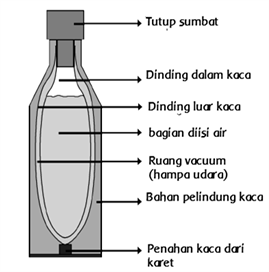 Tutup sumbat
Dinding dalam kaca
Dinding luar kaca
bagian diisi air
Ruang vacuum
(hampa udara)
Bahan pelindung kaca
Penahan kaca dari
karet